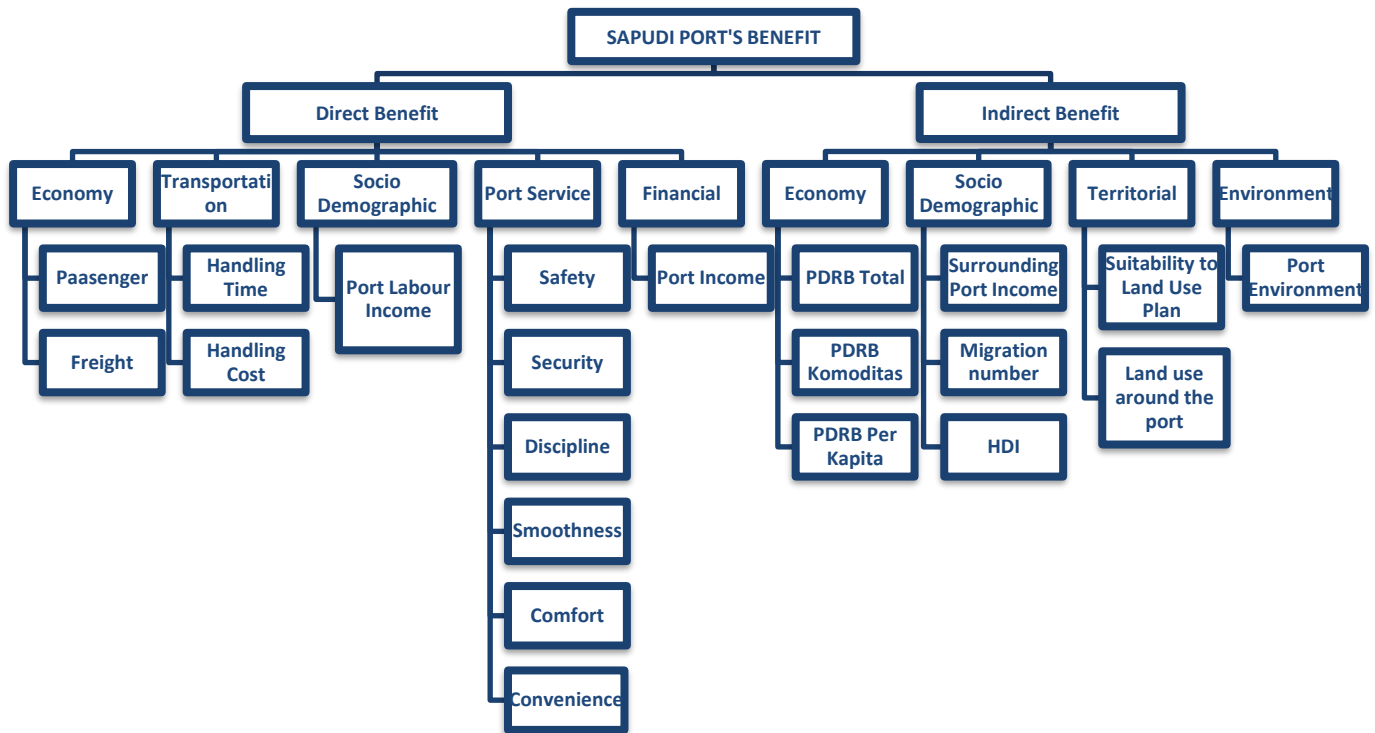 SAPUDI PORT'S BENEFIT
Direct Benefit
Indirect Benefit
Economy
Transportati
on
Socio
Demographic
Port Service
Financial
Economy
Socio
Demographic
Territorial
Environment
Paasenger
Freight
Handling
Time
Handling
Cost
Port Labour
Income
Safety
Security
Discipline
Smoothness
Comfort
Convenience
Port Income
PDRB Total
PDRB
Komoditas
PDRB Per
Kapita
Surrounding
Port Income
Migration
number
HDI
Suitability to
Land Use
Plan
Land use
around the
port
Port
Environment